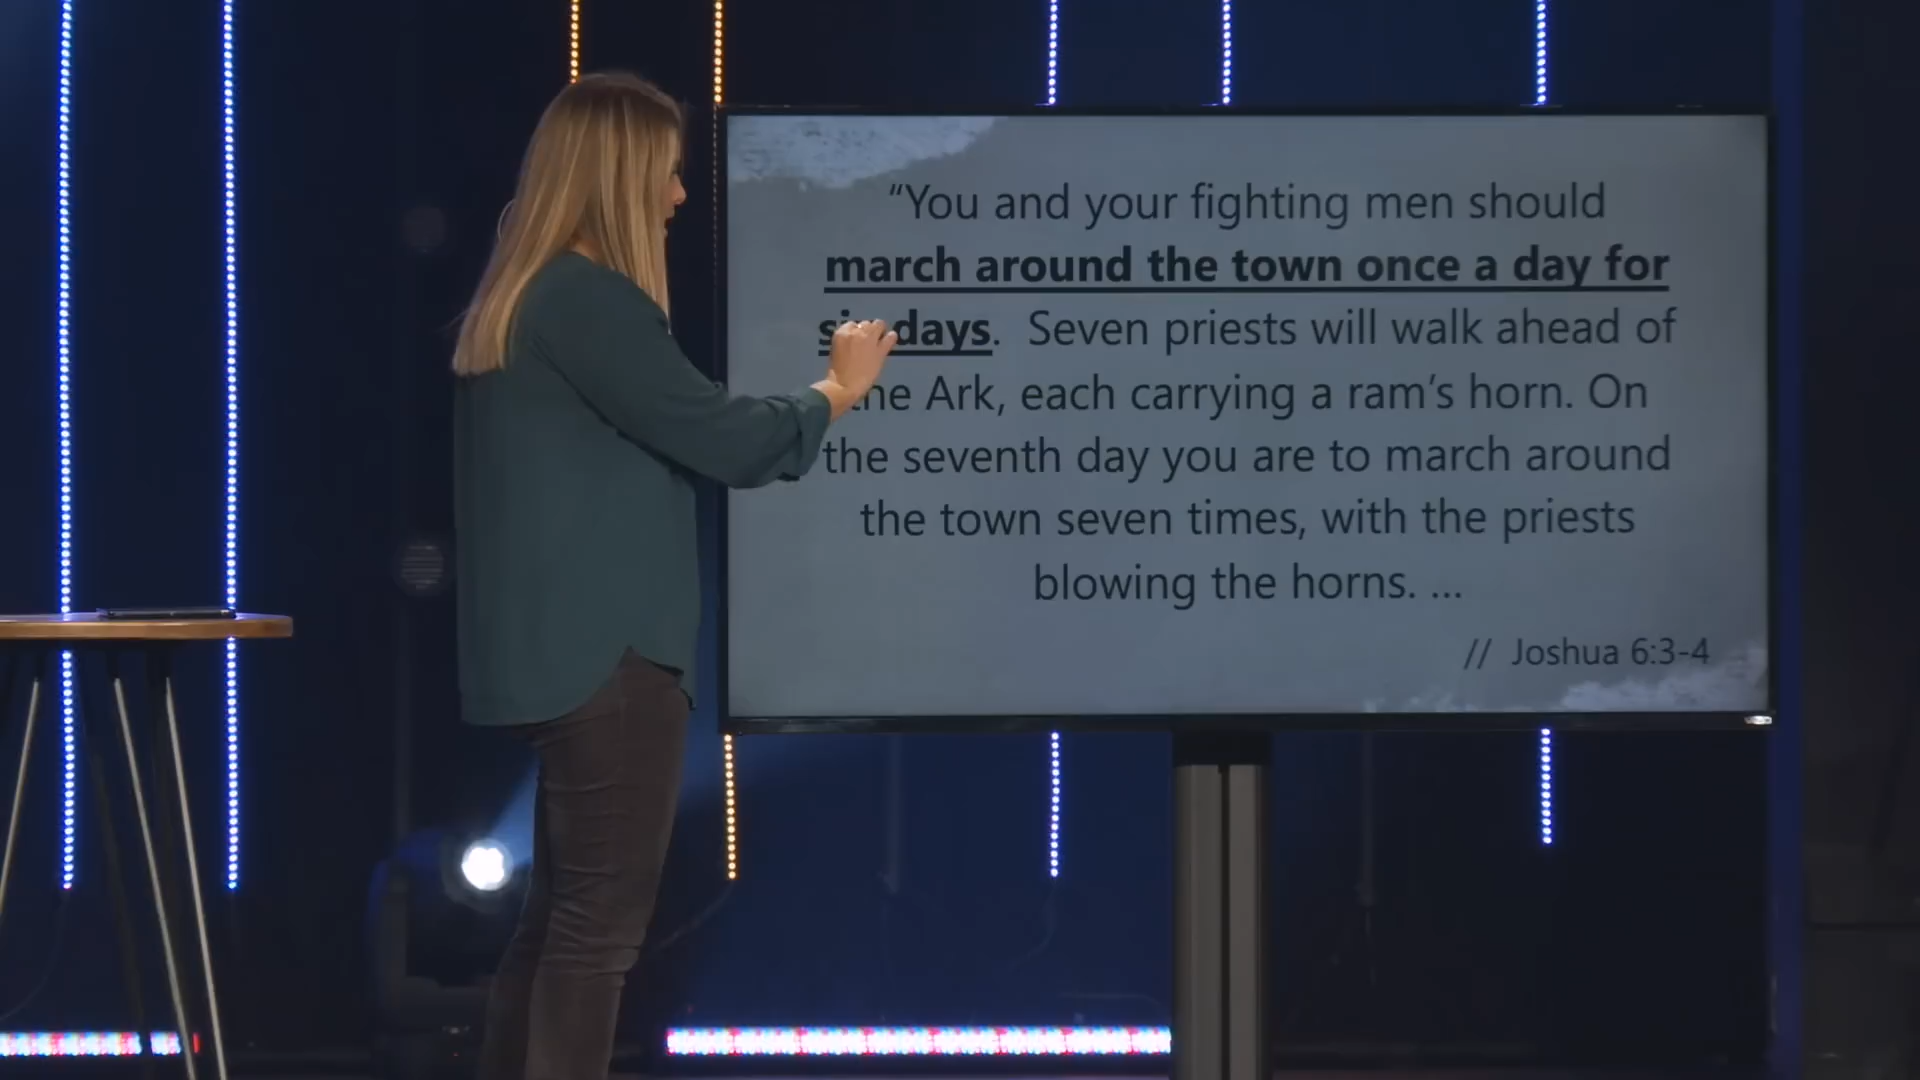 “You and your fighting men should
march around the town once a day for
days. Seven priests will walk ahead of
the Ark, each carrying a ram’s horn. On
the seventh day you are to march around
the town seven times, with the priests
blowing the horns. ...
// Joshua 6:3-4